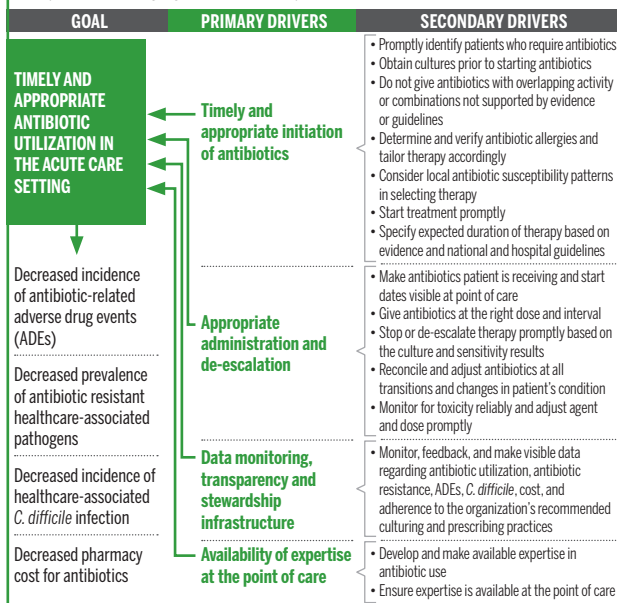 GOAL
PRIMARY DRIVERS
SECONDARY DRIVERS
TIMELY AND
APPROPRIATE
ANTIBIOTIC
UTILIZATION IN
THE ACUTE CARE
SETTING
Decreased incidence
of antibiotic-related
adverse drug events
(ADEs)
Decreased prevalence
of antibiotic resistant
healthcare-associated
pathogens
Decreased incidence of
healthcare-associated
C. difficile infection
Decreased pharmacy
cost for antibiotics
Timely and
appropriate initiation
of antibiotics
Appropriate
administration and
de-escalation
Data monitoring,
transparency and
stewardship
infrastructure
Availability of expertise
at the point of care
• Promptly identify patients who require antibiotics
• Obtain cultures prior to starting antibiotics
• Do not give antibiotics with overlapping activity
or combinations not supported by evidence
or guidelines
• Determine and verify antibiotic allergies and
tailor therapy accordingly
• Consider local antibiotic susceptibility patterns
in selecting therapy
• Start treatment promptly
• Specify expected duration of therapy based on
evidence and national and hospital guidelines
• Make antibiotics patient is receiving and start
dates visible at point of care
• Give antibiotics at the right dose and interval
• Stop or de-escalate therapy promptly based on
the culture and sensitivity results
• Reconcile and adjust antibiotics at all
transitions and changes in patient's condition
• Monitor for toxicity reliably and adjust agent
and dose promptly
• Monitor, feedback, and make visible data
regarding antibiotic utilization, antibiotic
resistance, ADEs, C. difficile, cost, and
adherence to the organization's recommended
culturing and prescribing practices
• Develop and make available expertise in
antibiotic use
• Ensure expertise is available at the point of care